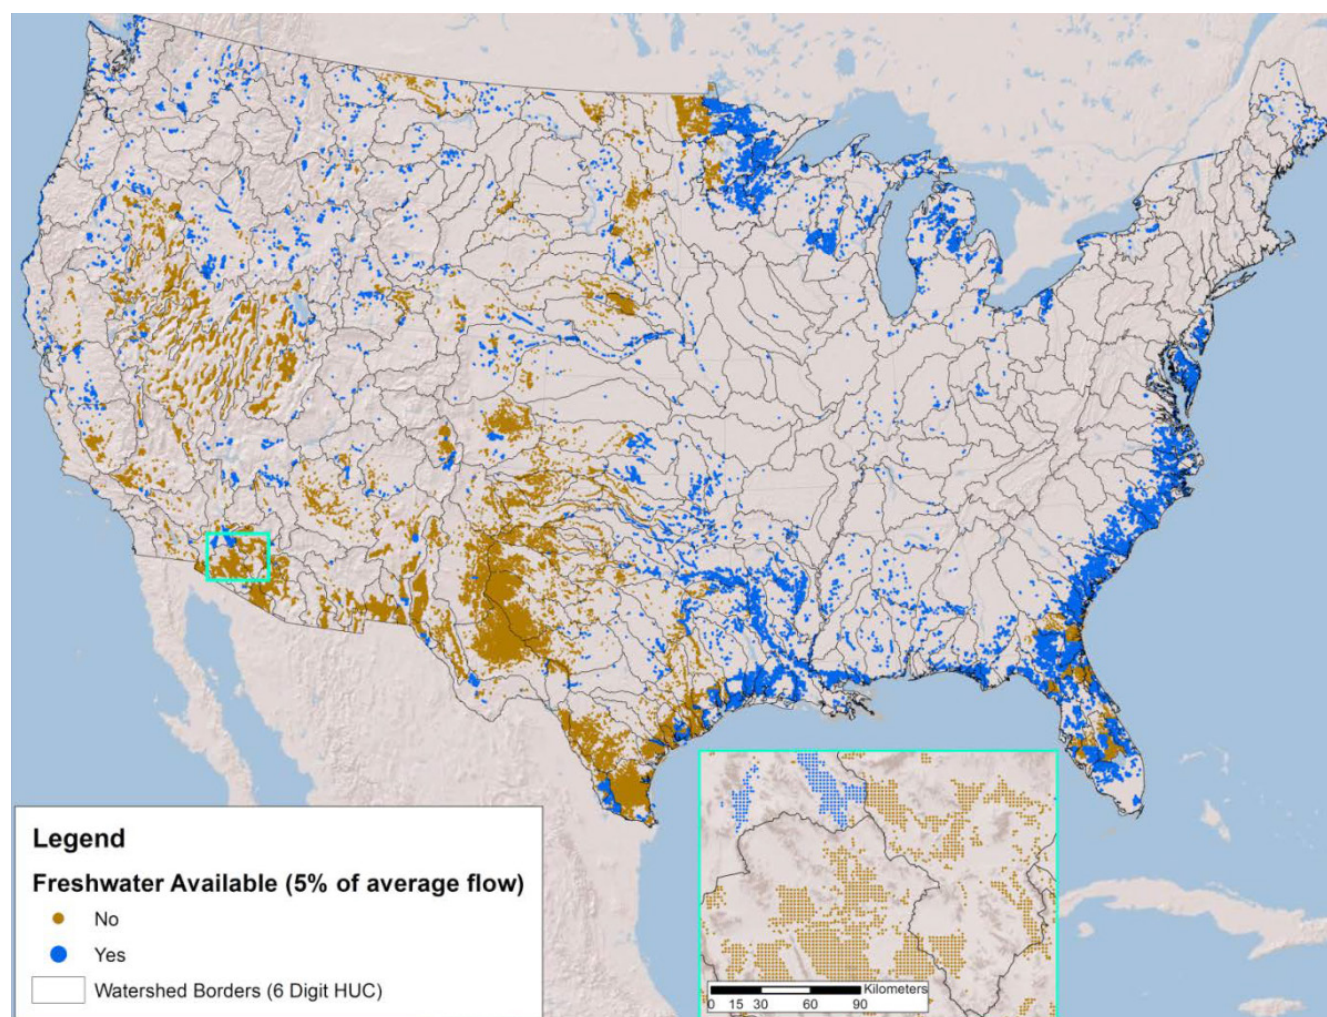 Legend
Freshwater Available (5% of average flow)
No
Yes
Watershed Borders (6 Digit HUC)
Kilometers
0 15 30 60 90